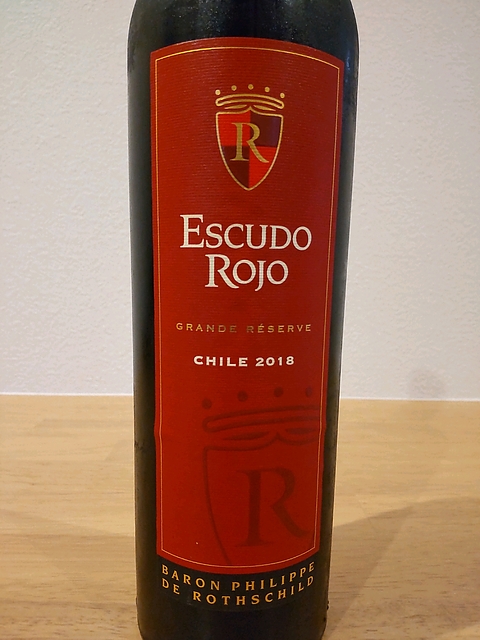 R
ESCUDO
ROJO
GRANDE RÉSERVE
CHILE 2018
R
BARON PHILIPPE
DE ROTHSCHILD